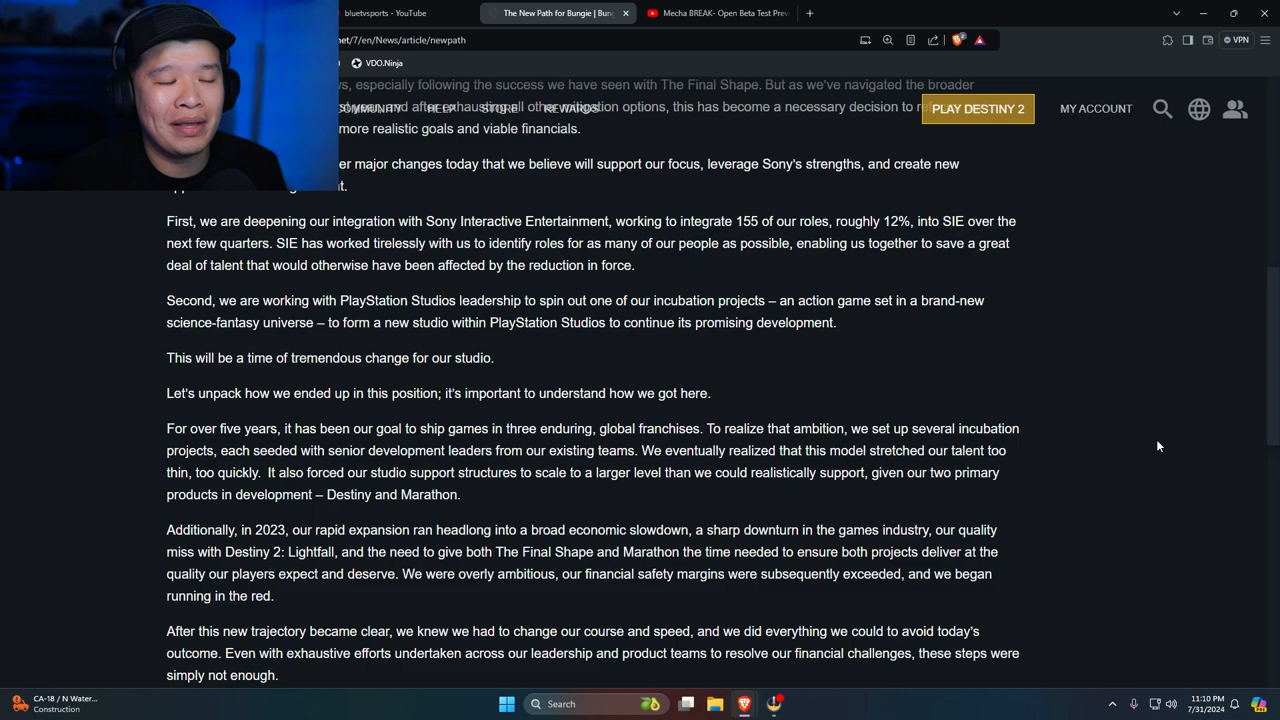 bluetvsports - YouTube
The New Path for Bungie | Bun
Mecha BREAK- Open Beta Test Prev
net/7/en/News/article/newpath
VPN
VDO.Ninja
especially following the success we have seen with The Final Shape. But as we've navigated the broader
HELP STORE REWARDS PLAY DESTINY 2 MY ACCOUNT
and after exhausting all other mitigation options, this has become a necessary decision to
more realistic goals and viable financials.
er major changes today that we believe will support our focus, leverage Sony's strengths, and create new
First, we are deepening our integration with Sony Interactive Entertainment, working to integrate 155 of our roles, roughly 12%, into SIE over the
next few quarters. SIE has worked tirelessly with us to identify roles for as many of our people as possible, enabling us together to save a great
deal of talent that would otherwise have been affected by the reduction in force.
Second, we are working with PlayStation Studios leadership to spin out one of our incubation projects – an action game set in a brand-new
science-fantasy universe – to form a new studio within PlayStation Studios to continue its promising development.
This will be a time of tremendous change for our studio.
Let's unpack how we ended up in this position; it's important to understand how we got here.
For over five years, it has been our goal to ship games in three enduring, global franchises. To realize that ambition, we set up several incubation
projects, each seeded with senior development leaders from our existing teams. We eventually realized that this model stretched our talent too
thin, too quickly. It also forced our studio support structures to scale to a larger level than we could realistically support, given our two primary
products in development – Destiny and Marathon.
Additionally, in 2023, our rapid expansion ran headlong into a broad economic slowdown, a sharp downturn in the games industry, our quality
miss with Destiny 2: Lightfall, and the need to give both The Final Shape and Marathon the time needed to ensure both projects deliver at the
quality our players expect and deserve. We were overly ambitious, our financial safety margins were subsequently exceeded, and we began
running in the red.
After this new trajectory became clear, we knew we had to change our course and speed, and we did everything we could to avoid today's
outcome. Even with exhaustive efforts undertaken across our leadership and product teams to resolve our financial challenges, these steps were
simply not enough.
CA-18 / N Water...
Construction
Search
11:10 PM
7/31/2024